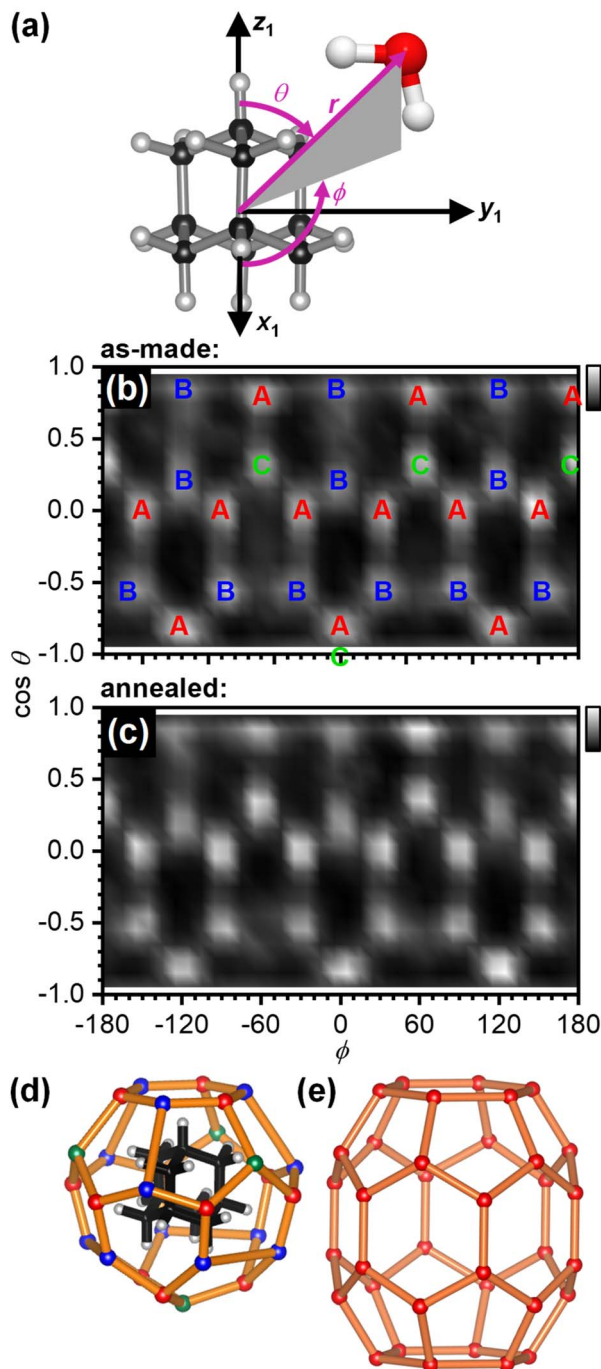 (a)
z1
θ
r
ϕ
y1
x1
as-made:
1.0
(b)
B A B A B A
0.5
C C C
B B B
0.0
A A A A A A
-0.5
B B B B B B
A A A
-1.0
C
cos θ
annealed:
1.0
(c)
0.5
0.0
-0.5
-1.0
-180 -120 -60 0 60 120 180
ϕ
(d)
(e)